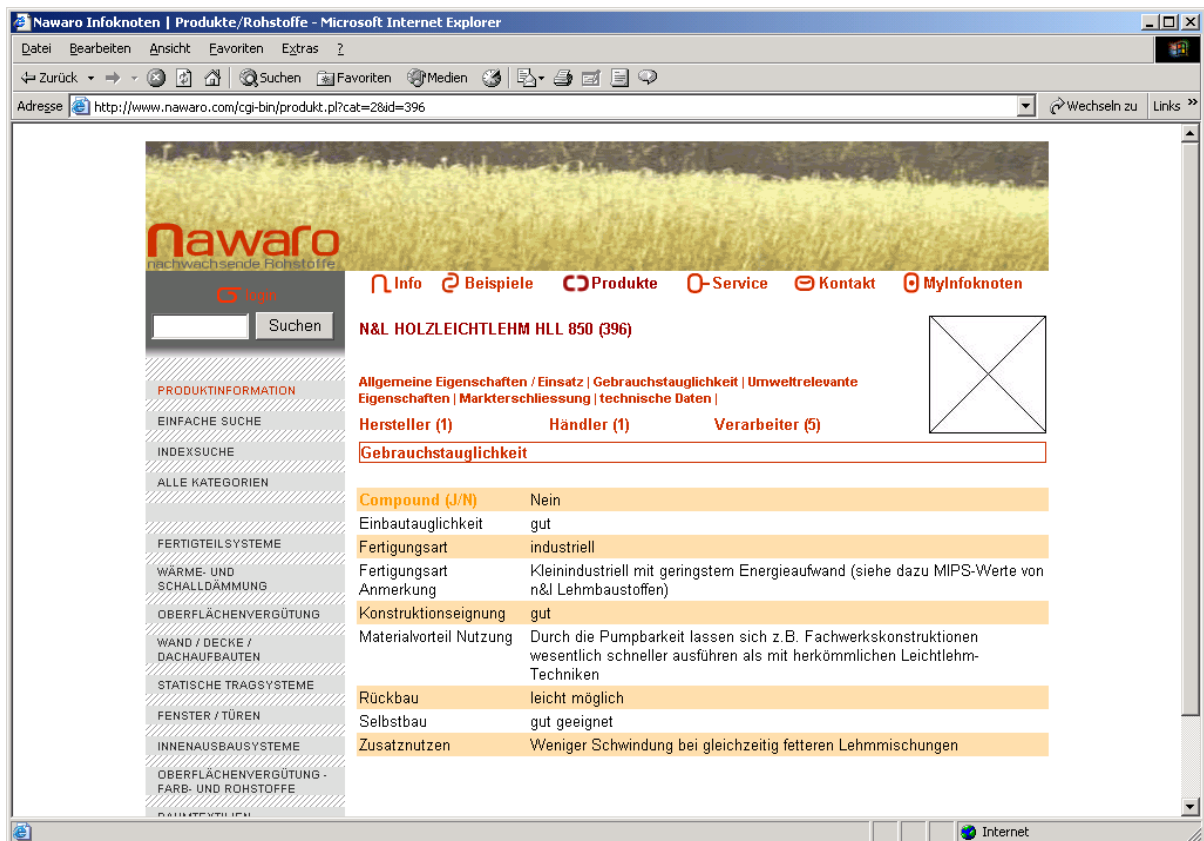 Nawaro Infoknoten | Produkte/Rohstoffe - Microsoft Internet Explorer
Datei Bearbeiten Ansicht Favoriten Extras ?
Zurück Suchen Favoriten Medien
Adresse http://www.nawaro.com/cgi-bin/produkt.pl?cat=2&id=396 Wechseln zu Links »
nawaro
nachwachsende Rohstoffe
login
Info Beispiele Produkte Service Kontakt MyInfoknoten
Suchen
N&L HOLZLEICHTLEHM HLL 850 (396)
Allgemeine Eigenschaften / Einsatz | Gebrauchstauglichkeit | Umweltrelevante
Eigenschaften | Markterschliessung | technische Daten |
Hersteller (1) Händler (1) Verarbeiter (5)
Gebrauchstauglichkeit
PRODUKTINFORMATION
EINFACHE SUCHE
INDEXSUCHE
ALLE KATEGORIEN
FERTIGTEILSYSTEME
WÄRME- UND
SCHALLDÄMMUNG
OBERFLÄCHENVERGÜTUNG
WAND / DECKE /
DACHAUFBAUTEN
STATISCHE TRAGSYSTEME
FENSTER / TÜREN
INNENAUSBAUSYSTEME
OBERFLÄCHENVERGÜTUNG -
FARB- UND ROHSTOFFE
RAUMTEXTILIEN
Compound (J/N) Nein
Einbautauglichkeit gut
Fertigungsart industriell
Fertigungsart Kleinindustriell mit geringstem Energieaufwand (siehe dazu MIPS-Werte von
Anmerkung n&l Lehmbaustoffen)
Konstruktionseignung gut
Materialvorteil Nutzung Durch die Pumpbarkeit lassen sich z.B. Fachwerkskonstruktionen
wesentlich schneller ausführen als mit herkömmlichen Leichtlehm-
Techniken
Rückbau leicht möglich
Selbstbau gut geeignet
Zusatznutzen Weniger Schwindung bei gleichzeitig fetteren Lehmmischungen
Internet